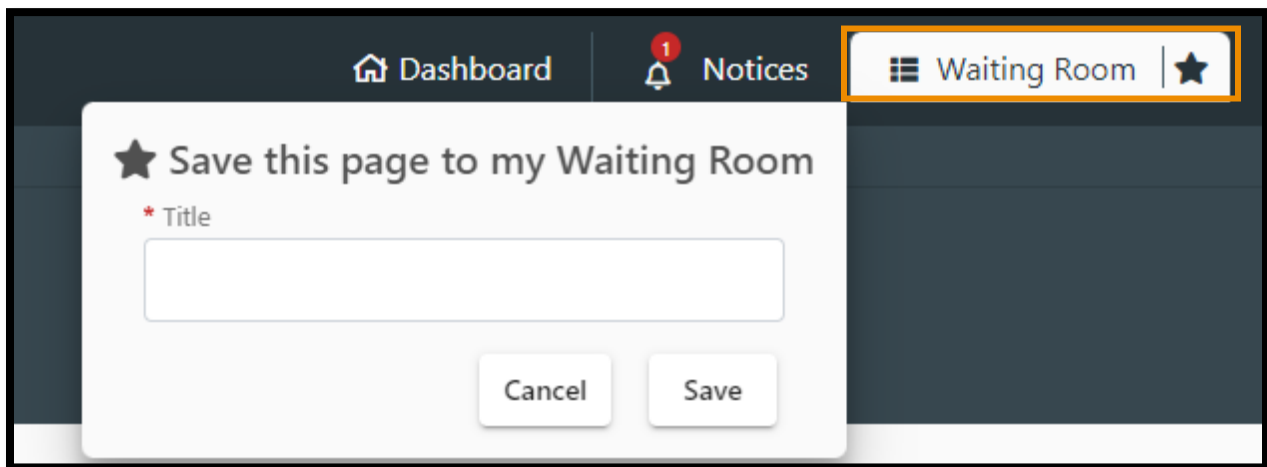 Dashboard
1
Notices
Waiting Room
Save this page to my Waiting Room
* Title
Cancel
Save